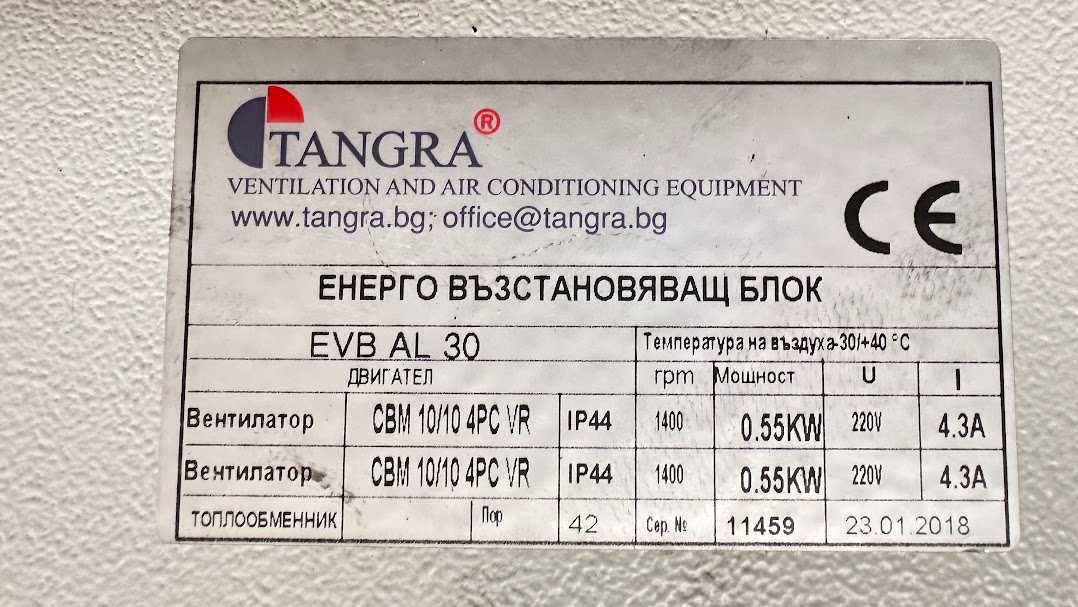 TANGRA®
VENTILATION AND AIR CONDITIONING EQUIPMENT
www.tangra.bg; office@tangra.bg
CE
ЕНЕРГО ВЪЗСТАНОВЯВАЩ БЛОК
EVB AL 30 Температура на въздуха-30/+40 °C
ДВИГАТЕЛ rpm Мощност U I
Вентилатор CBM 10/10 4PC VR IP44 1400 0.55KW 220V 4.3A
Вентилатор CBM 10/10 4PC VR IP44 1400 0.55KW 220V 4.3A
ТОПЛООБМЕННИК Пор 42 Сер. № 11459 23.01.2018